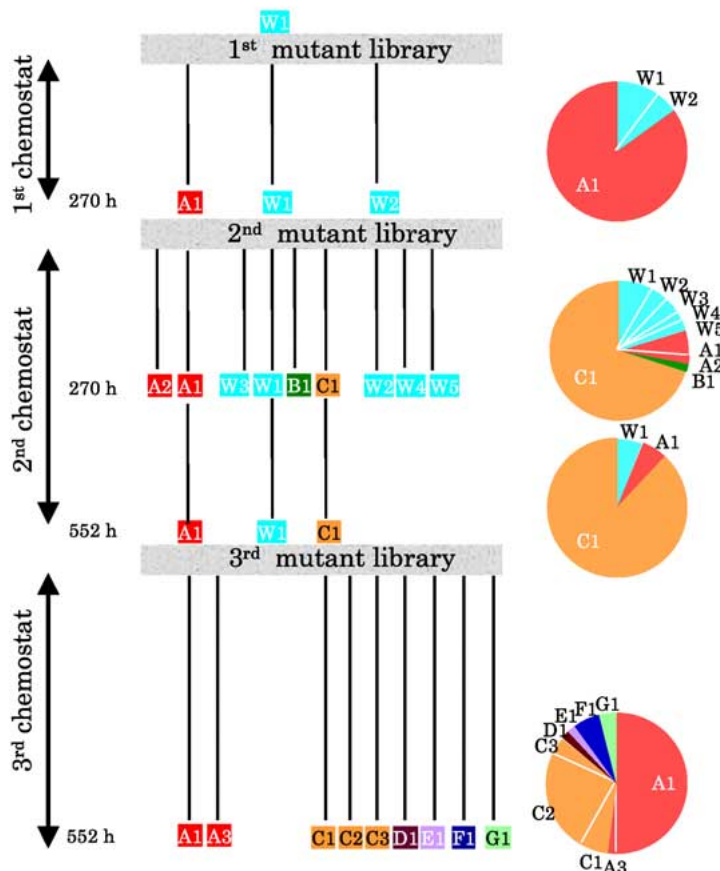 W1
1st mutant library
1st chemostat
W1
W2
A1
270 h
A1
W1
W2
2nd mutant library
2nd chemostat
270 h
A2
A1
W3
W1
B1
C1
W2
W4
W5
W1
W2
W3
W4
W5
A1
A2
B1
C1
W1
A1
C1
552 h
A1
W1
C1
3rd mutant library
3rd chemostat
552 h
A1
A3
C1
C2
C3
D1
E1
F1
G1
G1
F1
E1
D1
C3
C2
C1
A3
A1